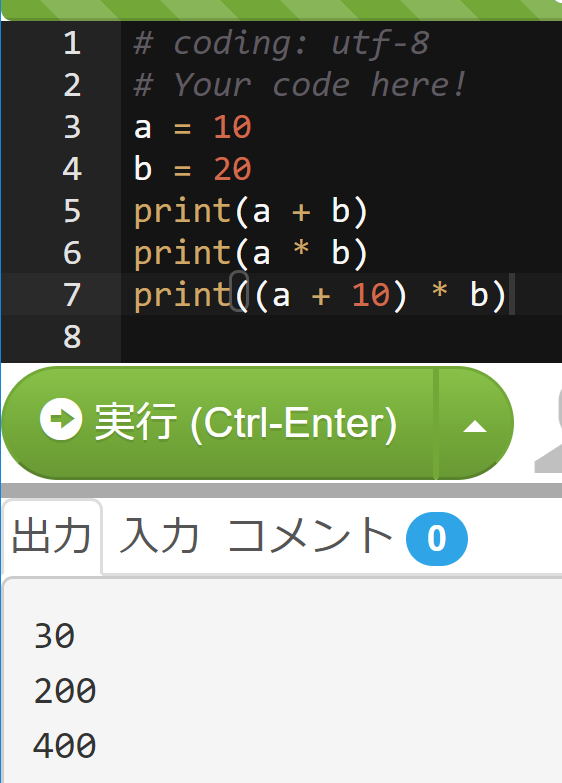 1 # coding: utf-8
2 # Your code here!
3 a = 10
4 b = 20
5 print(a + b)
6 print(a * b)
7 print((a + 10) * b)
8
実行 (Ctrl-Enter)
出力 入力 コメント 0
30
200
400